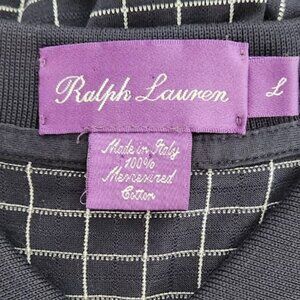 Ralph Lauren
L
Made in Italy
100%
Mercerized
Cotton